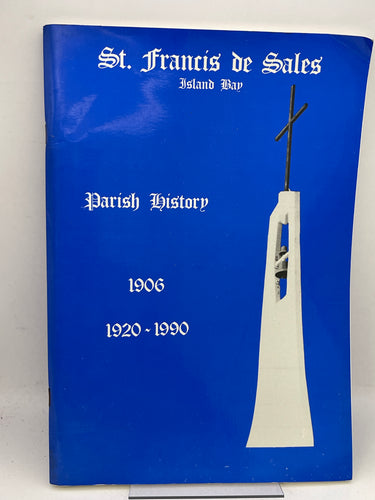 St. Francis de Sales
Island Bay
Parish History
1906
1920-1990